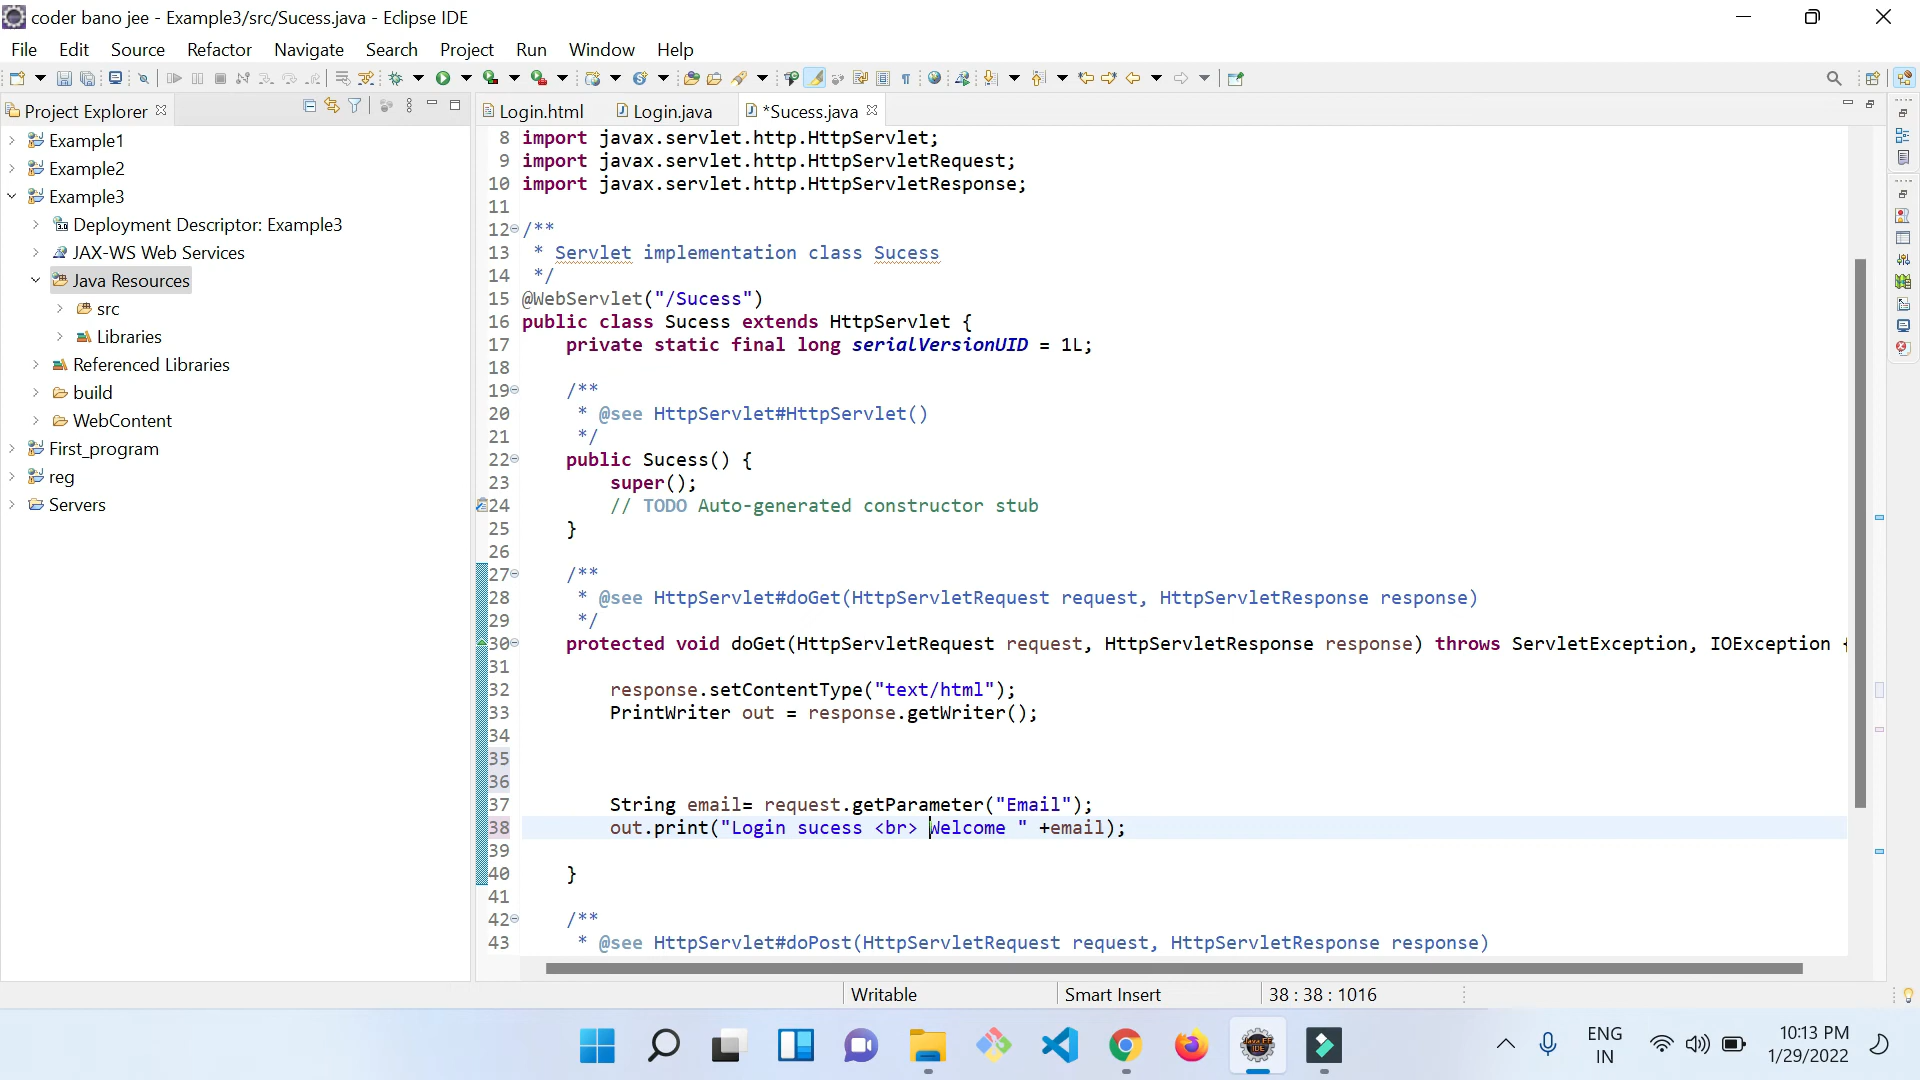 coder bano jee - Example3/src/Sucess.java - Eclipse IDE
File Edit Source Refactor Navigate Search Project Run Window Help
Project Explorer
Login.html Login.java *Sucess.java
Example1
Example2
Example3
Deployment Descriptor: Example3
JAX-WS Web Services
Java Resources
src
Libraries
Referenced Libraries
build
WebContent
First_program
reg
Servers
8 import javax.servlet.http.HttpServlet;
9 import javax.servlet.http.HttpServletRequest;
10 import javax.servlet.http.HttpServletResponse;
11
12 /**
13 * Servlet implementation class Sucess
14 */
15 @WebServlet("/Sucess")
16 public class Sucess extends HttpServlet {
17 private static final long serialVersionUID = 1L;
18
19 /**
20 * @see HttpServlet#HttpServlet()
21 */
22 public Sucess() {
23 super();
24 // TODO Auto-generated constructor stub
25 }
26
27 /**
28 * @see HttpServlet#doGet(HttpServletRequest request, HttpServletResponse response)
29 */
30 protected void doGet(HttpServletRequest request, HttpServletResponse response) throws ServletException, IOException {
31
32 response.setContentType("text/html");
33 PrintWriter out = response.getWriter();
34
35
36
37 String email= request.getParameter("Email");
38 out.print("Login sucess <br> Welcome " +email);
39
40 }
41
42 /**
43 * @see HttpServlet#doPost(HttpServletRequest request, HttpServletResponse response)
Writable Smart Insert 38 : 38 : 1016
ENG
IN
10:13 PM
1/29/2022